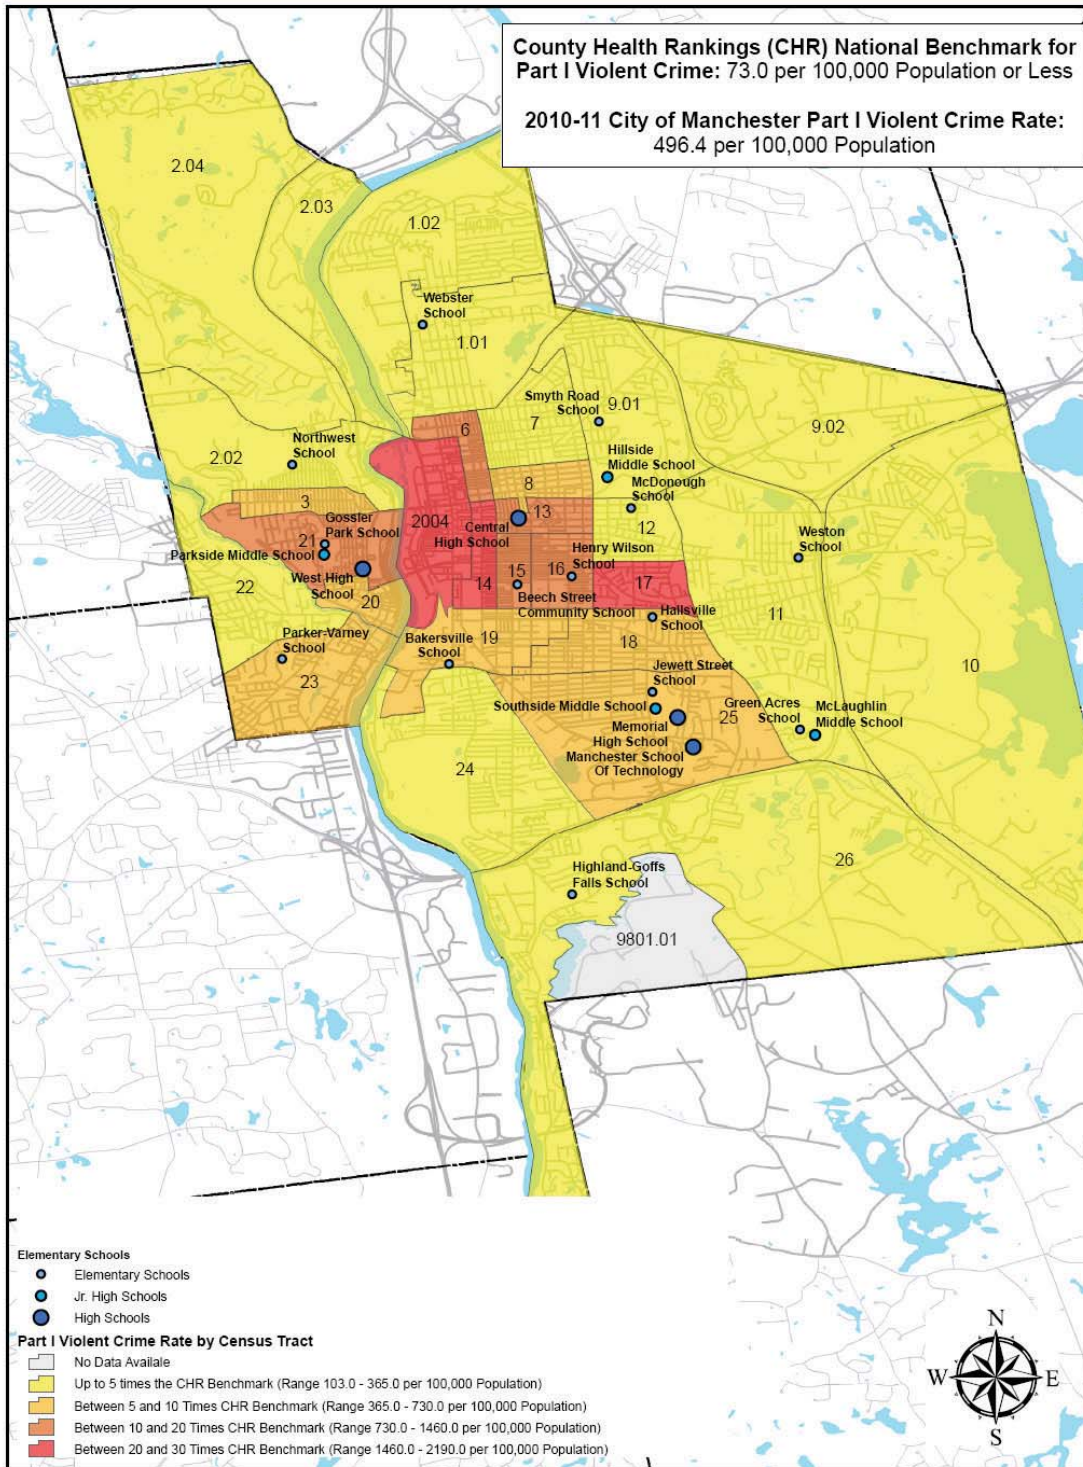 County Health Rankings (CHR) National Benchmark for
Part I Violent Crime: 73.0 per 100,000 Population or Less
2010-11 City of Manchester Part I Violent Crime Rate:
496.4 per 100,000 Population
2.04
2.03
1.02
Webster
School
1.01
Smyth Road
School
9.01
7
9.02
6
Northwest
School
2.02
Hillside
Middle School
8
McDonough
School
3
Gossler
Park School
2004
Central
High School
13
12
21
Parkside Middle School
Henry Wilson
School
Weston
School
West High
School
14
15
16
17
22
20
Beech Street
Community School
Hallsville
School
11
Parker-Varney
School
Bakersville
School
19
18
10
23
Jewett Street
School
Southside Middle School
25
Green Acres
School
McLaughlin
Middle School
Memorial
High School
Manchester School
Of Technology
24
26
Highland-Goffs
Falls School
9801.01
Elementary Schools
Elementary Schools
Jr. High Schools
High Schools
Part I Violent Crime Rate by Census Tract
No Data Availale
Up to 5 times the CHR Benchmark (Range 103.0 - 365.0 per 100,000 Population)
Between 5 and 10 Times CHR Benchmark (Range 365.0 - 730.0 per 100,000 Population)
Between 10 and 20 Times CHR Benchmark (Range 730.0 - 1460.0 per 100,000 Population)
Between 20 and 30 Times CHR Benchmark (Range 1460.0 - 2190.0 per 100,000 Population)
N
W
E
S